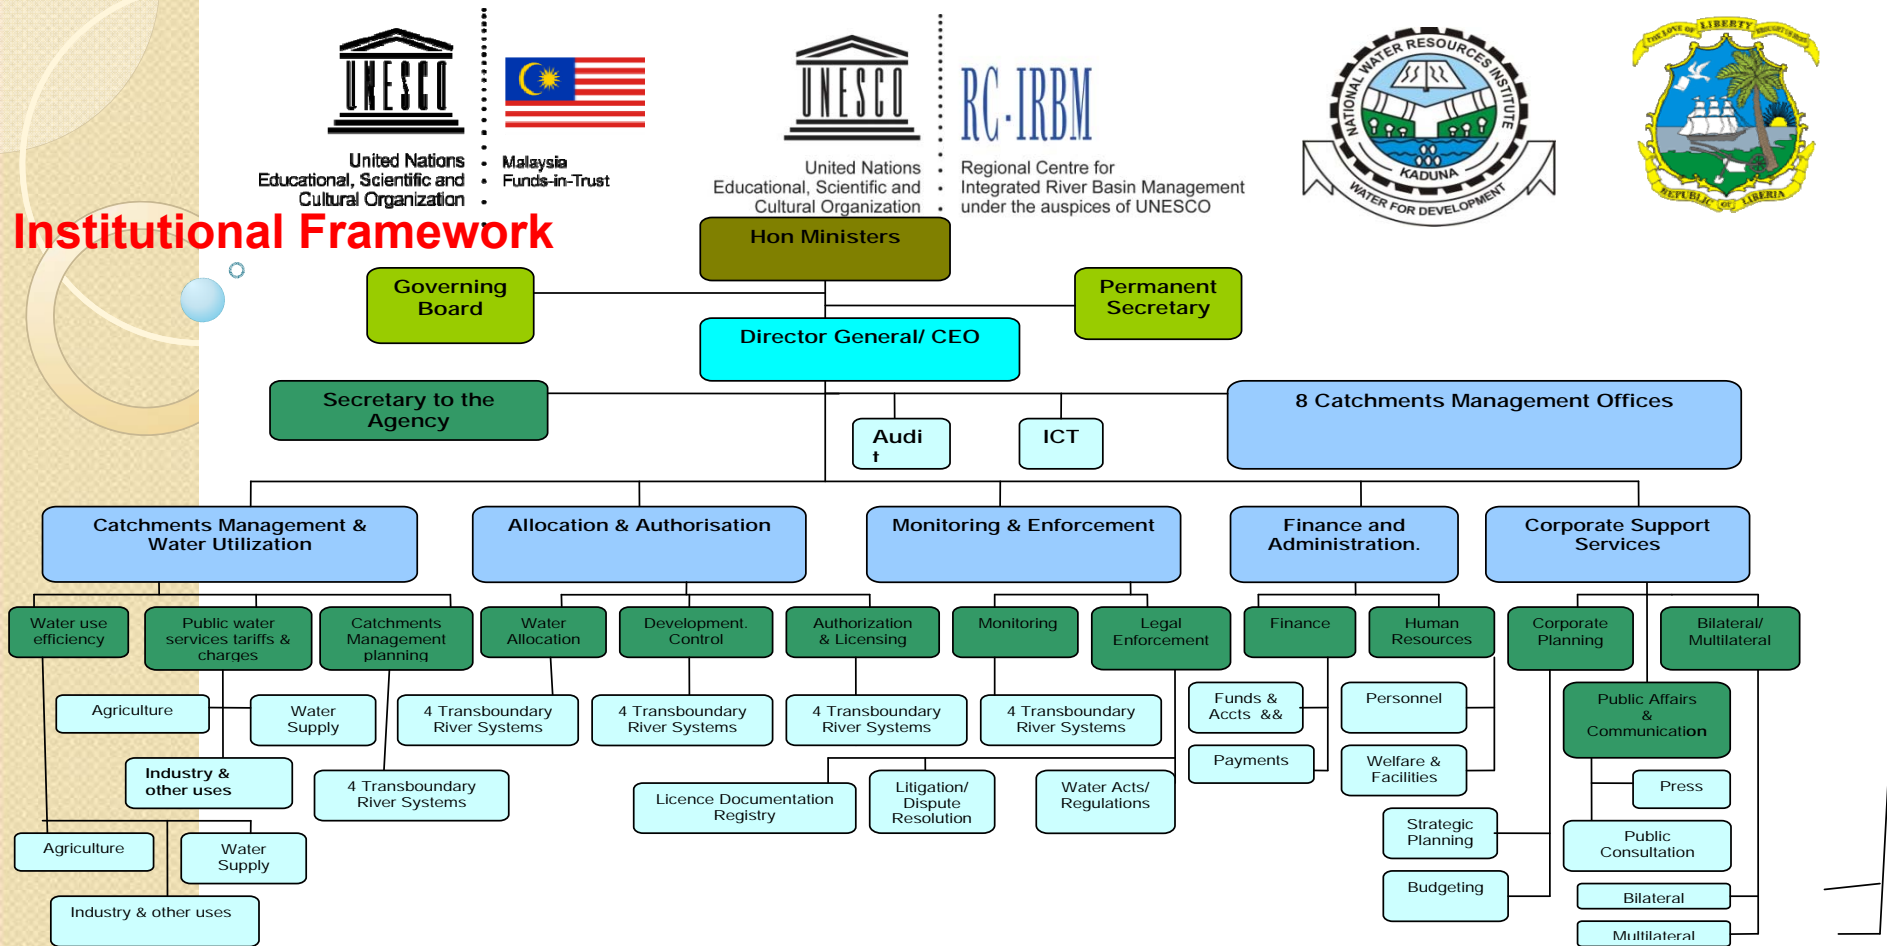 UNESCO
United Nations
Educational, Scientific and
Cultural Organization
Malaysia
Funds-in-Trust
UNESCO
United Nations
Educational, Scientific and
Cultural Organization
RC-IRBM
Regional Centre for
Integrated River Basin Management
under the auspices of UNESCO
NATIONAL WATER RESOURCES INSTITUTE
KADUNA
WATER FOR DEVELOPMENT
THE LOVE OF LIBERTY BROUGHT US HERE
REPUBLIC OF LIBERIA
Institutional Framework
Hon Ministers
Governing
Board
Permanent
Secretary
Director General/ CEO
Secretary to the
Agency
Audi
t
ICT
8 Catchments Management Offices
Catchments Management &
Water Utilization
Allocation & Authorisation
Monitoring & Enforcement
Finance and
Administration.
Corporate Support
Services
Water use
efficiency
Public water
services tariffs &
charges
Catchments
Management
planning
Water
Allocation
Development.
Control
Authorization
& Licensing
Monitoring
Legal
Enforcement
Finance
Human
Resources
Corporate
Planning
Bilateral/
Multilateral
Agriculture
Water
Supply
4 Transboundary
River Systems
4 Transboundary
River Systems
4 Transboundary
River Systems
4 Transboundary
River Systems
Funds &
Accts &&
Personnel
Public Affairs
&
Communication
Industry &
other uses
4 Transboundary
River Systems
Payments
Welfare &
Facilities
Licence Documentation
Registry
Litigation/
Dispute
Resolution
Water Acts/
Regulations
Press
Strategic
Planning
Public
Consultation
Agriculture
Water
Supply
Budgeting
Bilateral
Industry & other uses
Multilateral